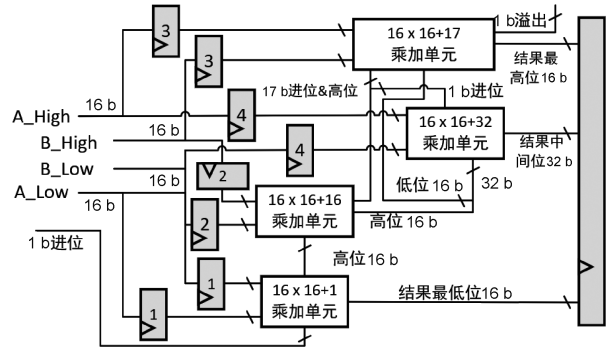 3
16 x 16+17
乘加单元
1 b溢出
结果最
高位16 b
3
17 b进位&高位
1 b进位
A_High
16 b
4
16 x 16+32
乘加单元
B_High
16 b
4
结果中
间位32 b
B_Low
16 b
2
低位 16 b
32 b
A_Low
16 b
16 x 16+16
乘加单元
高位 16 b
2
1 b进位
高位 16 b
1
16 x 16+1
乘加单元
结果最低位16 b
1